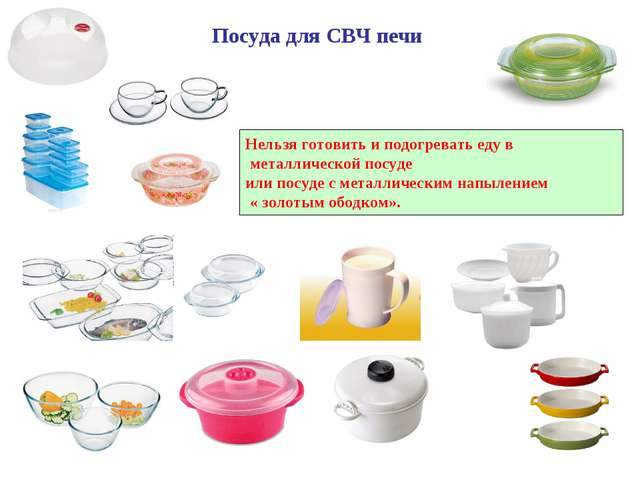 Посуда для СВЧ печи
Нельзя готовить и подогревать еду в
металлической посуде
или посуде с металлическим напылением
« золотым ободком».